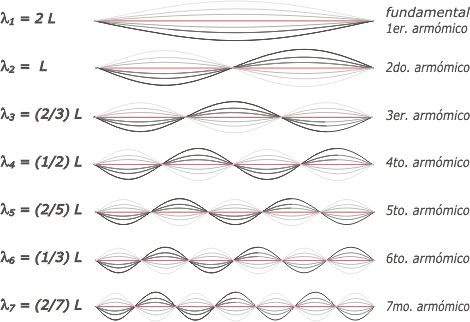 λ1 = 2 L
fundamental
1er. armómico
λ2 = L
2do. armómico
λ3 = (2/3) L
3er. armómico
λ4 = (1/2) L
4to. armómico
λ5 = (2/5) L
5to. armómico
λ6 = (1/3) L
6to. armómico
λ7 = (2/7) L
7mo. armómico